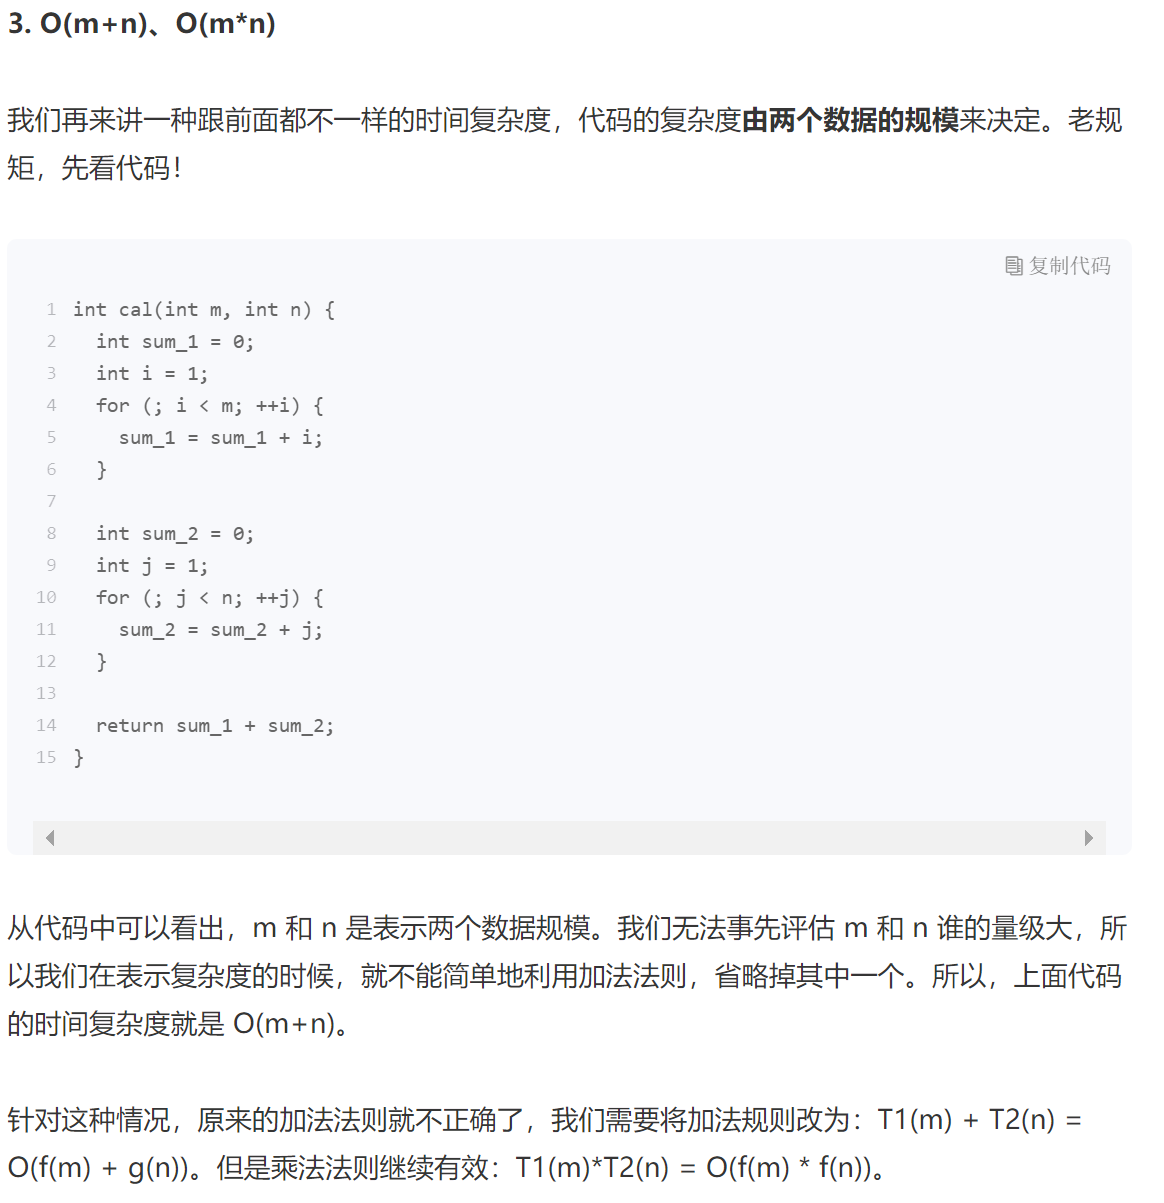 3. O(m+n)、O(m*n)
我们再来讲一种跟前面都不一样的时间复杂度，代码的复杂度由两个数据的规模来决定。老规
矩，先看代码！
复制代码
1 int cal(int m, int n) {
2   int sum_1 = 0;
3   int i = 1;
4   for (; i < m; ++i) {
5     sum_1 = sum_1 + i;
6   }
7
8   int sum_2 = 0;
9   int j = 1;
10   for (; j < n; ++j) {
11     sum_2 = sum_2 + j;
12   }
13
14   return sum_1 + sum_2;
15 }
从代码中可以看出，m 和 n 是表示两个数据规模。我们无法事先评估 m 和 n 谁的量级大，所
以我们在表示复杂度的时候，就不能简单地利用加法法则，省略掉其中一个。所以，上面代码
的时间复杂度就是 O(m+n)。
针对这种情况，原来的加法法则就不正确了，我们需要将加法规则改为：T1(m) + T2(n) =
O(f(m) + g(n))。但是乘法法则继续有效：T1(m)*T2(n) = O(f(m) * f(n))。